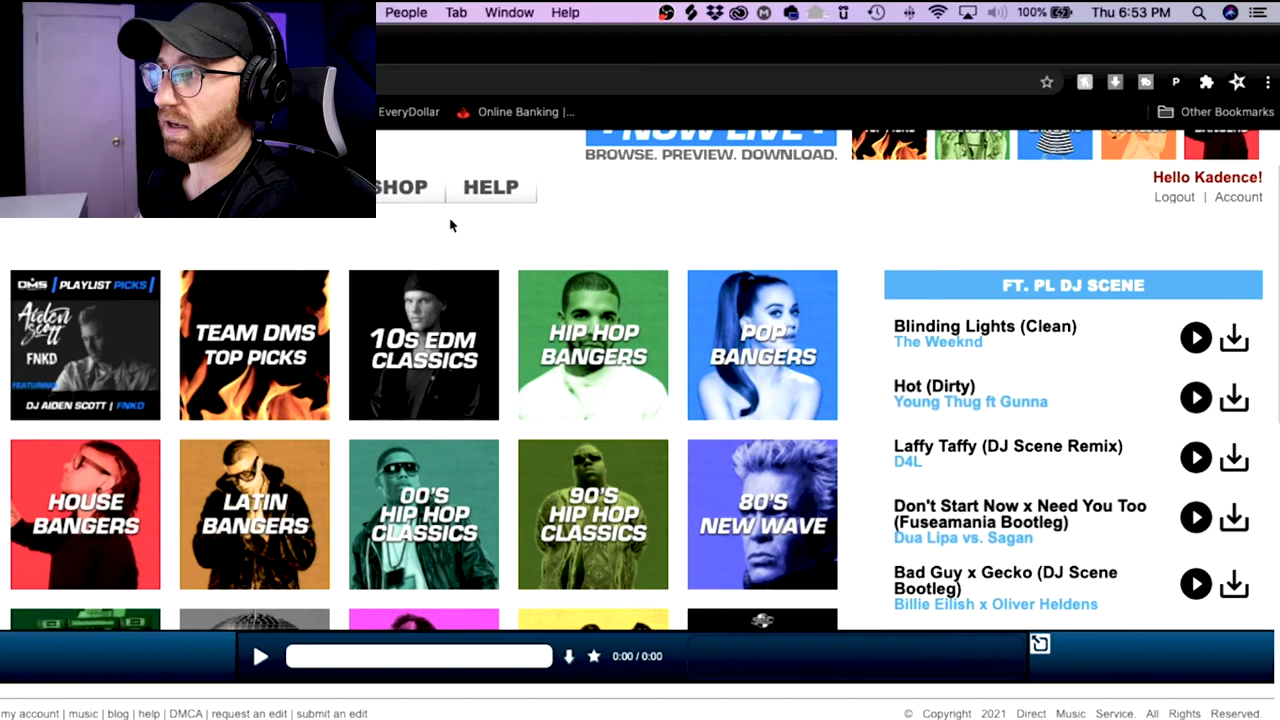 People Tab Window Help 100% Thu 6:53 PM
EveryDollar Online Banking |... Other Bookmarks
- NOW LIVE -
BROWSE. PREVIEW. DOWNLOAD.
SHOP HELP
Hello Kadence!
Logout | Account
DMS PLAYLIST PICKS
Aiden
Scott
FNKD
FEATURING
DJ AIDEN SCOTT | FNKD
TEAM DMS
TOP PICKS
10S EDM
CLASSICS
HIP HOP
BANGERS
POP
BANGERS
HOUSE
BANGERS
LATIN
BANGERS
00'S
HIP HOP
CLASSICS
90'S
HIP HOP
CLASSICS
80'S
NEW WAVE
FT. PL DJ SCENE
Blinding Lights (Clean)
The Weeknd
Hot (Dirty)
Young Thug ft Gunna
Laffy Taffy (DJ Scene Remix)
D4L
Don't Start Now x Need You Too
(Fuseamania Bootleg)
Dua Lipa vs. Sagan
Bad Guy x Gecko (DJ Scene
Bootleg)
Billie Eilish x Oliver Heldens
0:00 / 0:00
my account | music | blog | help | DMCA | request an edit | submit an edit
© Copyright 2021 Direct Music Service. All Rights Reserved.